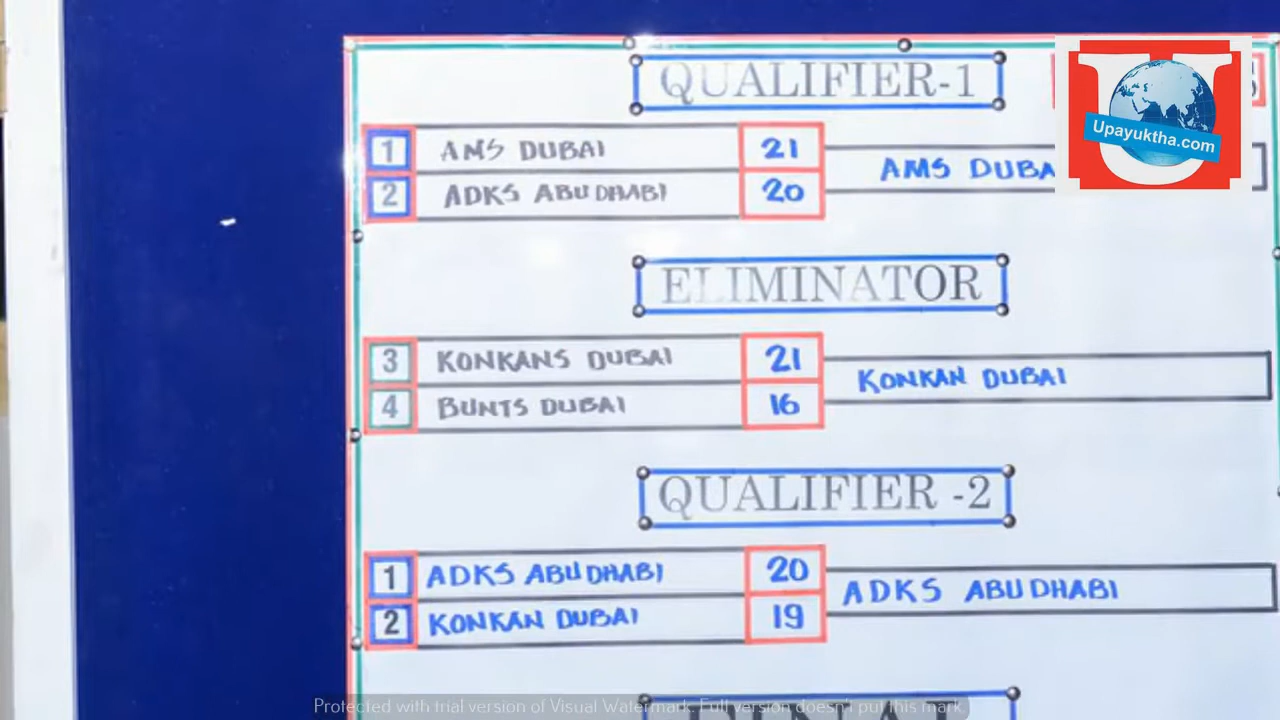 QUALIFIER-1
1 AMS DUBAI 21
2 ADKS ABU DHABI 20
AMS DUBA
Upayuktha.com
ELIMINATOR
3 KONKANS DUBAI 21
4 BUNTS DUBAI 16
KONKAN DUBAI
QUALIFIER -2
1 ADKS ABU DHABI 20
2 KONKAN DUBAI 19
ADKS ABU DHABI
Protected with trial version of Visual Watermark. Full version doesn't put this mark.